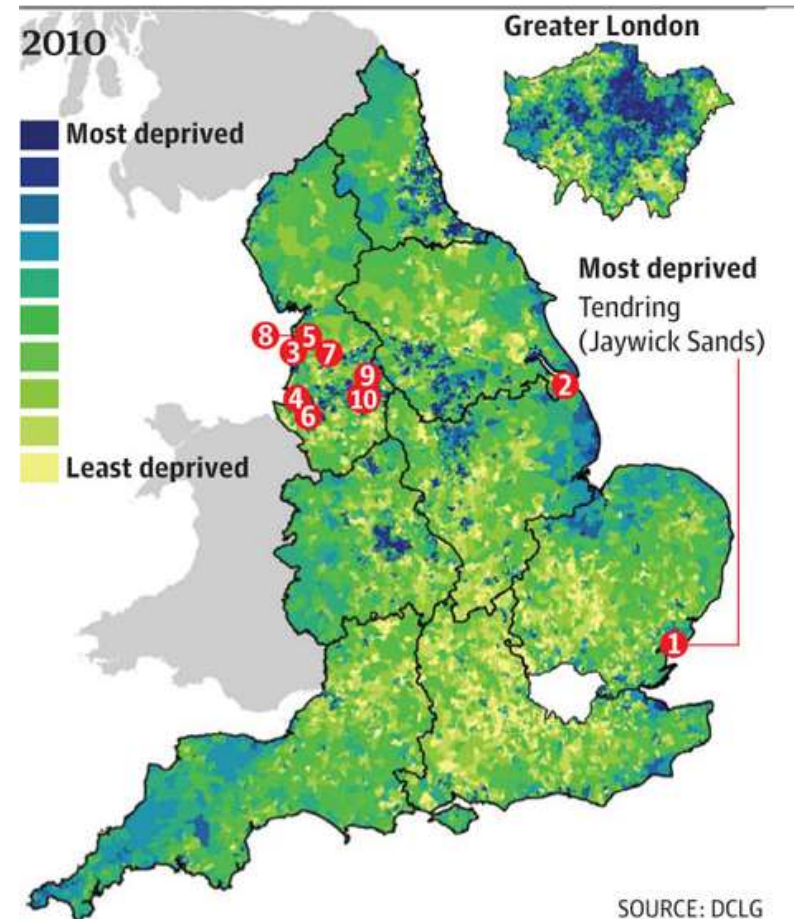 2010
Most deprived
Least deprived
Greater London
Most deprived
Tendring
(Jaywick Sands)
8
5
3
7
9
4
10
6
2
1
SOURCE: DCLG